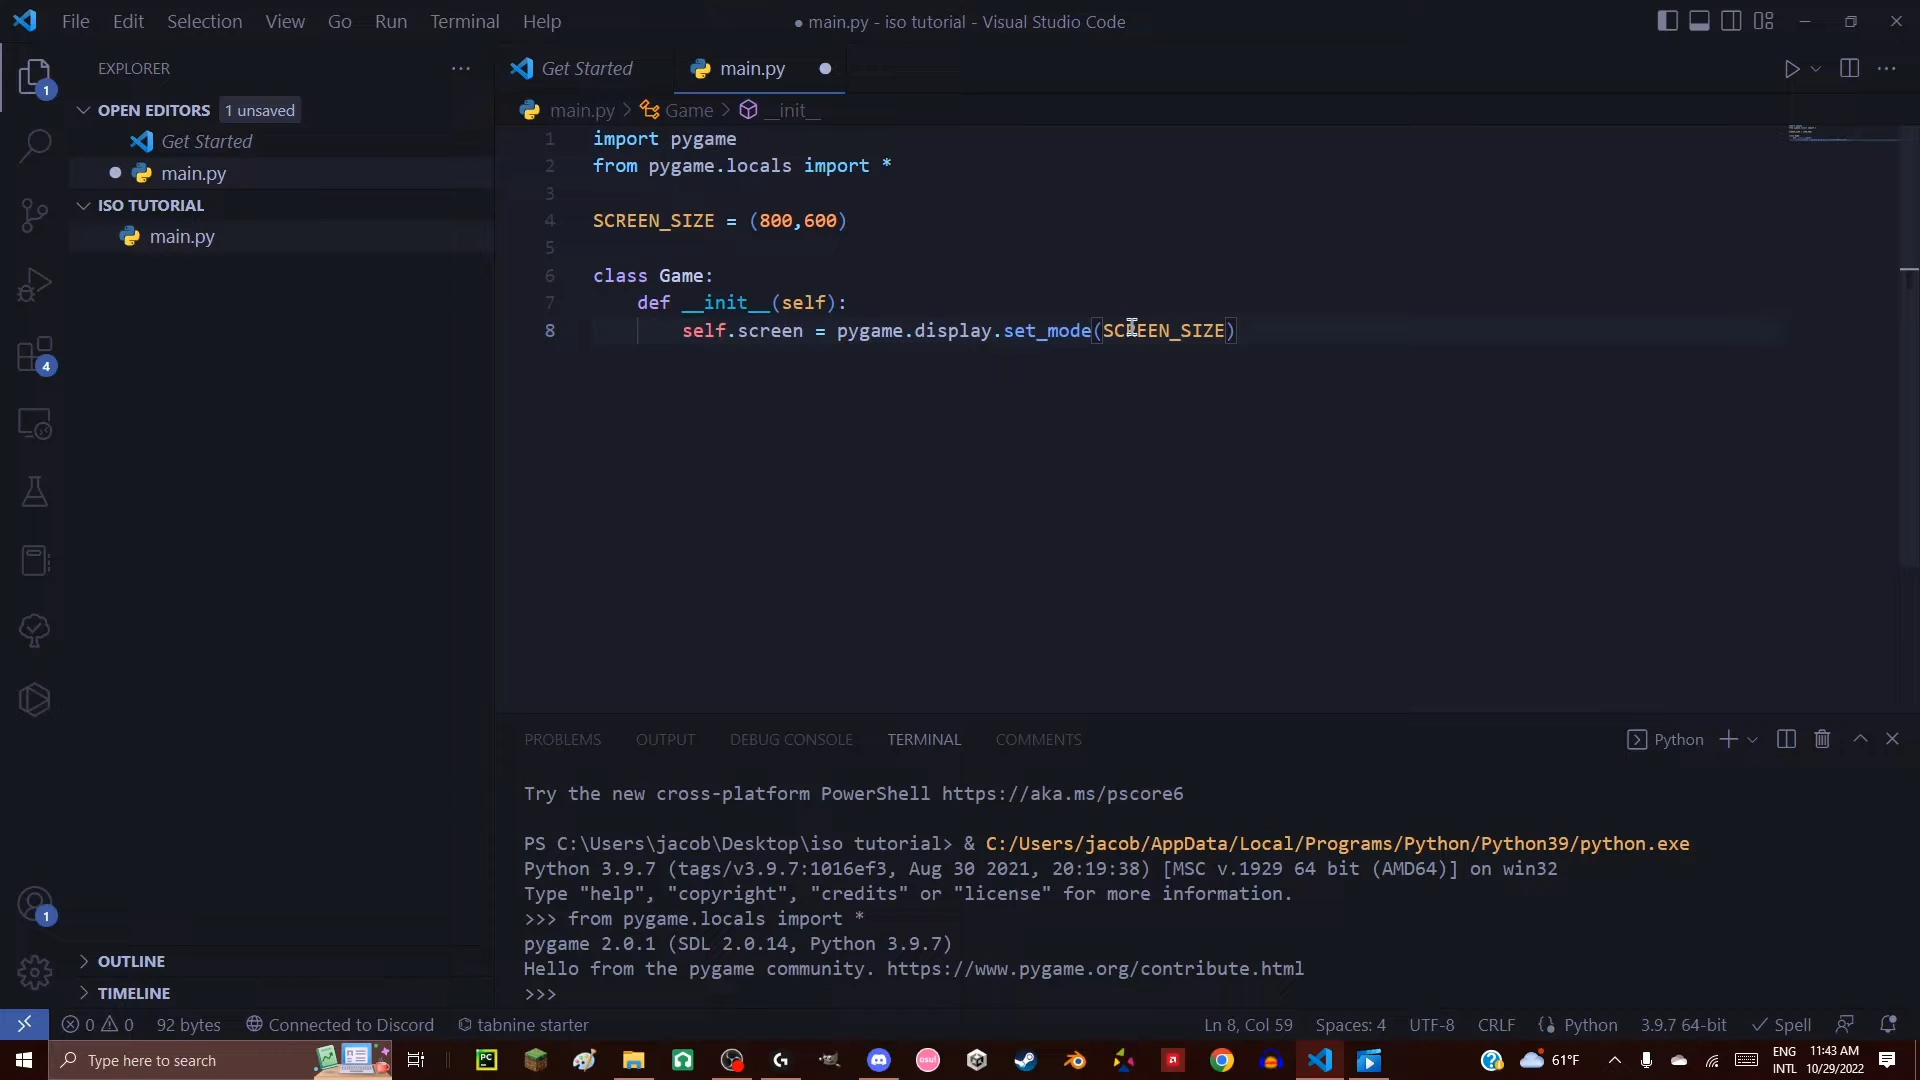 File Edit Selection View Go Run Terminal Help
● main.py - iso tutorial - Visual Studio Code
EXPLORER
OPEN EDITORS 1 unsaved
Get Started
main.py
ISO TUTORIAL
main.py
OUTLINE
TIMELINE
1
4
1
Get Started main.py
main.py > Game > __init__
1 import pygame
2 from pygame.locals import *
3
4 SCREEN_SIZE = (800,600)
5
6 class Game:
7 def __init__(self):
8 self.screen = pygame.display.set_mode(SCREEN_SIZE)
PROBLEMS OUTPUT DEBUG CONSOLE TERMINAL COMMENTS
Python
Try the new cross-platform PowerShell https://aka.ms/pscore6
PS C:\Users\jacob\Desktop\iso tutorial> & C:/Users/jacob/AppData/Local/Programs/Python/Python39/python.exe
Python 3.9.7 (tags/v3.9.7:1016ef3, Aug 30 2021, 20:19:38) [MSC v.1929 64 bit (AMD64)] on win32
Type "help", "copyright", "credits" or "license" for more information.
>>> from pygame.locals import *
pygame 2.0.1 (SDL 2.0.14, Python 3.9.7)
Hello from the pygame community. https://www.pygame.org/contribute.html
>>>
0 0 92 bytes Connected to Discord tabnine starter Ln 8, Col 59 Spaces: 4 UTF-8 CRLF Python 3.9.7 64-bit Spell
Type here to search
PC
osu!
61°F
ENG
INTL
11:43 AM
10/29/2022